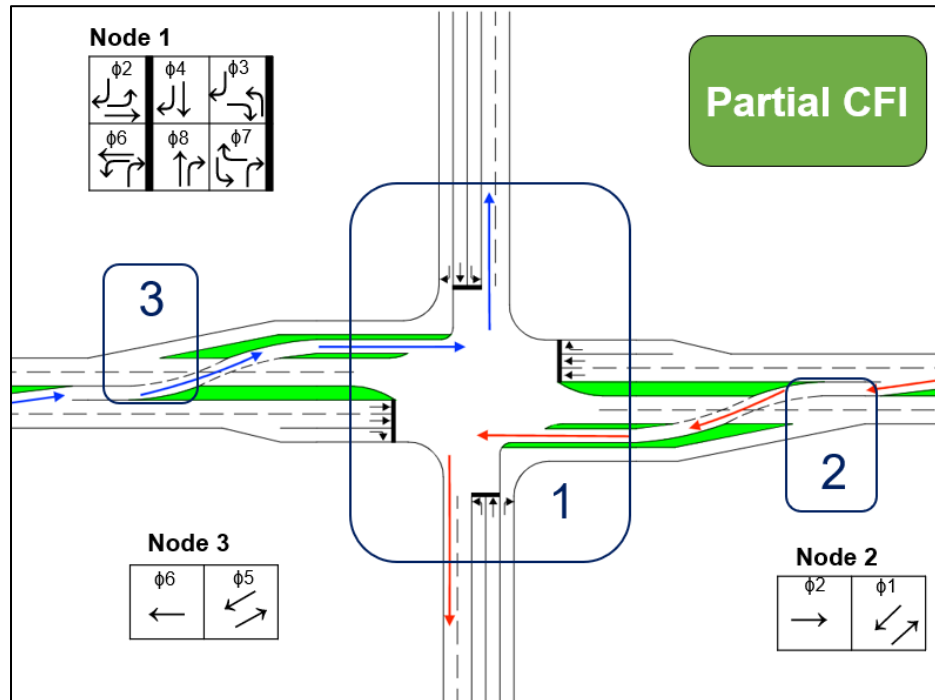 Node 1
ϕ2 ϕ4 ϕ3
ϕ6 ϕ8 ϕ7
Partial CFI
3
2
1
Node 3
ϕ6 ϕ5
Node 2
ϕ2 ϕ1